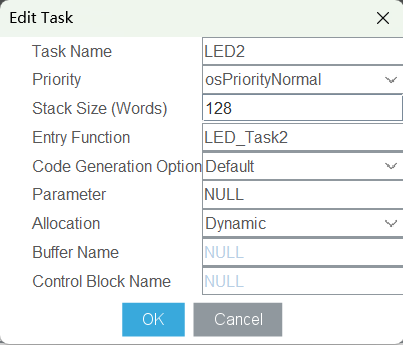 Edit Task
Task Name LED2
Priority osPriorityNormal
Stack Size (Words) 128
Entry Function LED_Task2
Code Generation Option Default
Parameter NULL
Allocation Dynamic
Buffer Name NULL
Control Block Name NULL
OK Cancel